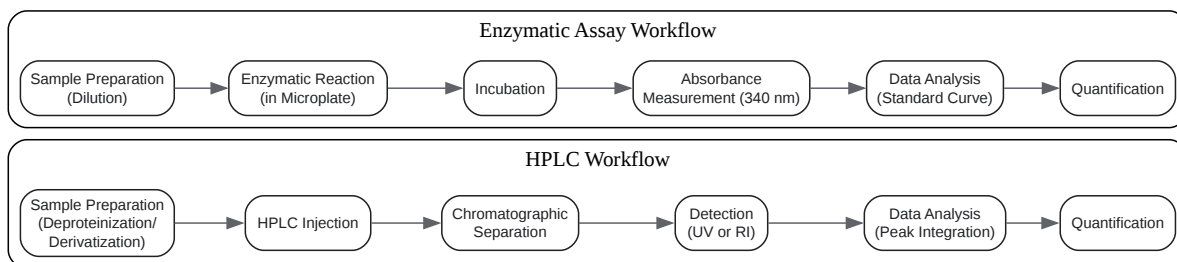 Enzymatic Assay Workflow
Sample Preparation
(Dilution)
Enzymatic Reaction
(in Microplate)
Incubation
Absorbance
Measurement (340 nm)
Data Analysis
(Standard Curve)
Quantification
HPLC Workflow
Sample Preparation
(Deproteinization/
Derivatization)
HPLC Injection
Chromatographic
Separation
Detection
(UV or RI)
Data Analysis
(Peak Integration)
Quantification